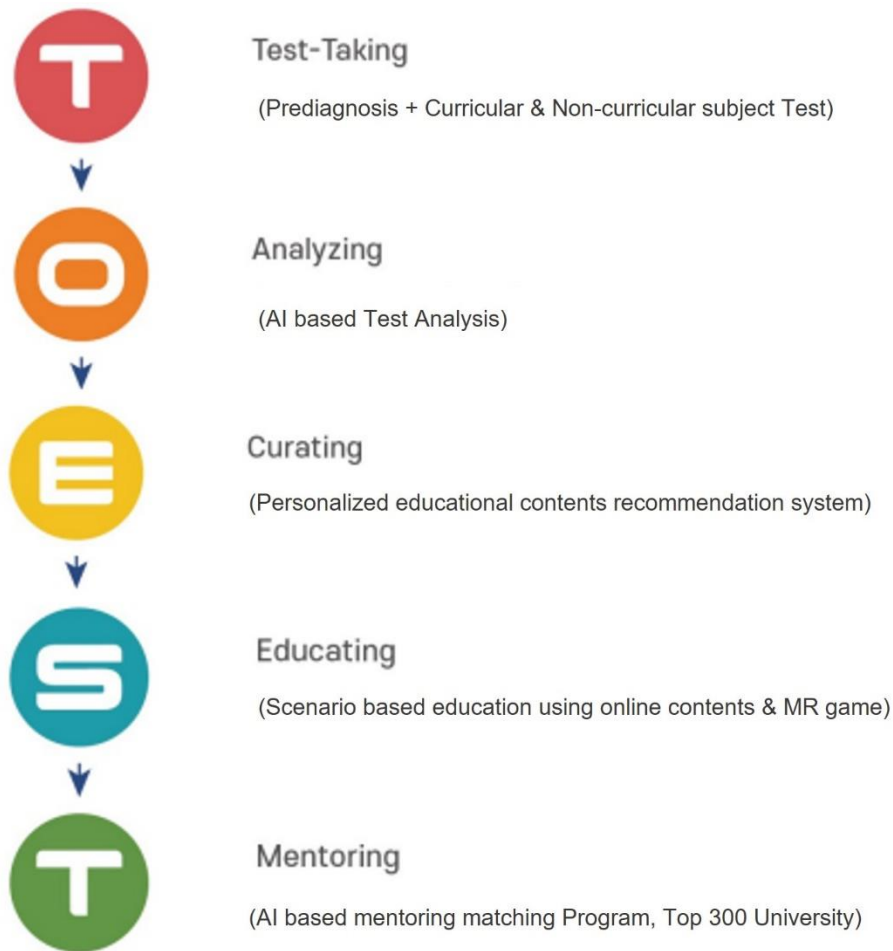 T
Test-Taking
(Prediagnosis + Curricular & Non-curricular subject Test)
O
Analyzing
(AI based Test Analysis)
E
Curating
(Personalized educational contents recommendation system)
S
Educating
(Scenario based education using online contents & MR game)
T
Mentoring
(AI based mentoring matching Program, Top 300 University)